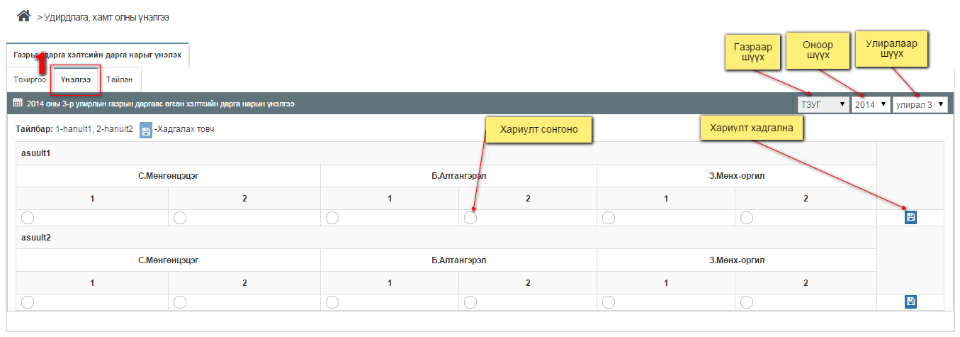 > Удирдлага, хамт олны үнэлгээ
Газрын дарга хэлтсийн дарга нарыг үнэлэх
1
Тохиргоо Үнэлгээ Тайлан
Газраар шүүх
Оноор шүүх
Улиралаар шүүх
2014 оны 3-р улирлын газрын даргаас өгсөн хэлтсийн дарга нарын үнэлгээ
ТЗУГ 2014 улирал 3
Тайлбар: 1-hariult1, 2-hariult2 -Хадгалах товч
Хариулт сонгоно
Хариулт хадгална
asuult1
С.Мөнгөнцэцэг Б.Алтангэрэл З.Мөнх-оргил
1 2 1 2 1 2
asuult2
С.Мөнгөнцэцэг Б.Алтангэрэл З.Мөнх-оргил
1 2 1 2 1 2